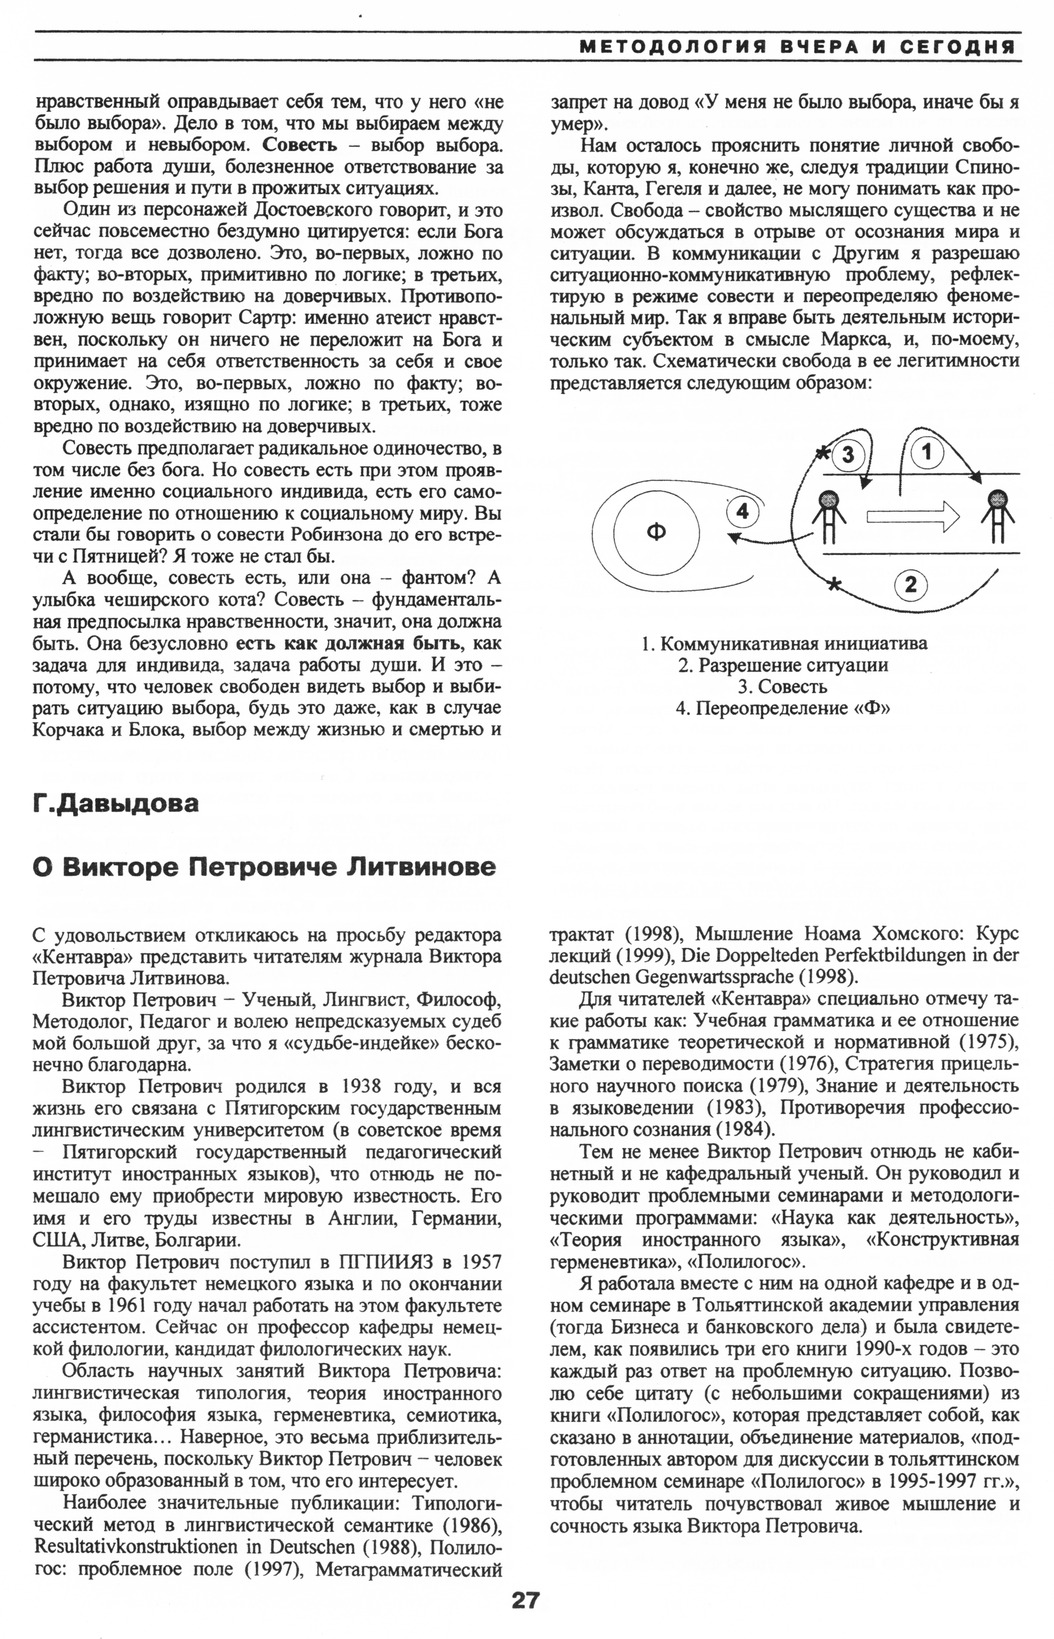 МЕТОДОЛОГИЯ ВЧЕРА И СЕГОДНЯ
нравственный оправдывает себя тем, что у него «не
было выбора». Дело в том, что мы выбираем между
выбором и невыбором. Совесть – выбор выбора.
Плюс работа души, болезненное ответствование за
выбор решения и пути в прожитых ситуациях.
Один из персонажей Достоевского говорит, и это
сейчас повсеместно бездумно цитируется: если Бога
нет, тогда все дозволено. Это, во-первых, ложно по
факту; во-вторых, примитивно по логике; в третьих,
вредно по воздействию на доверчивых. Противопо-
ложную вещь говорит Сартр: именно атеист нравст-
вен, поскольку он ничего не переложит на Бога и
принимает на себя ответственность за себя и свое
окружение. Это, во-первых, ложно по факту; во-
вторых, однако, изящно по логике; в третьих, тоже
вредно по воздействию на доверчивых.
Совесть предполагает радикальное одиночество, в
том числе без бога. Но совесть есть при этом прояв-
ление именно социального индивида, есть его само-
определение по отношению к социальному миру. Вы
стали бы говорить о совести Робинзона до его встре-
чи с Пятницей? Я тоже не стал бы.
А вообще, совесть есть, или она – фантом? А
улыбка чеширского кота? Совесть – фундаменталь-
ная предпосылка нравственности, значит, она должна
быть. Она безусловно есть как должная быть, как
задача для индивида, задача работы души. И это –
потому, что человек свободен видеть выбор и выби-
рать ситуацию выбора, будь это даже, как в случае
Корчака и Блока, выбор между жизнью и смертью и
запрет на довод «У меня не было выбора, иначе бы я
умер».
Нам осталось прояснить понятие личной свобо-
ды, которую я, конечно же, следуя традиции Спино-
зы, Канта, Гегеля и далее, не могу понимать как про-
извол. Свобода – свойство мыслящего существа и не
может обсуждаться в отрыве от осознания мира и
ситуации. В коммуникации с Другим я разрешаю
ситуационно-коммуникативную проблему, рефлек-
тирую в режиме совести и переопределяю феноме-
нальный мир. Так я вправе быть деятельным истори-
ческим субъектом в смысле Маркса, и, по-моему,
только так. Схематически свобода в ее легитимности
представляется следующим образом:
3
1
4
Ф
2
1. Коммуникативная инициатива
2. Разрешение ситуации
3. Совесть
4. Переопределение «Ф»
Г.Давыдова
О Викторе Петровиче Литвинове
С удовольствием откликаюсь на просьбу редактора
«Кентавра» представить читателям журнала Виктора
Петровича Литвинова.
Виктор Петрович – Ученый, Лингвист, Философ,
Методолог, Педагог и волею непредсказуемых судеб
мой большой друг, за что я «судьбе-индейке» беско-
нечно благодарна.
Виктор Петрович родился в 1938 году, и вся
жизнь его связана с Пятигорским государственным
лингвистическим университетом (в советское время
– Пятигорский государственный педагогический
институт иностранных языков), что отнюдь не по-
мешало ему приобрести мировую известность. Его
имя и его труды известны в Англии, Германии,
США, Литве, Болгарии.
Виктор Петрович поступил в ПГПИИЯЗ в 1957
году на факультет немецкого языка и по окончании
учебы в 1961 году начал работать на этом факультете
ассистентом. Сейчас он профессор кафедры немец-
кой филологии, кандидат филологических наук.
Область научных занятий Виктора Петровича:
лингвистическая типология, теория иностранного
языка, философия языка, герменевтика, семиотика,
германистика... Наверное, это весьма приблизитель-
ный перечень, поскольку Виктор Петрович – человек
широко образованный в том, что его интересует.
Наиболее значительные публикации: Типологи-
ческий метод в лингвистической семантике (1986),
Resultativkonstruktionen in Deutschen (1988), Полило-
гос: проблемное поле (1997), Метаграмматический
трактат (1998), Мышление Ноама Хомского: Курс
лекций (1999), Die Doppelteden Perfektbildungen in der
deutschen Gegenwartssprache (1998).
Для читателей «Кентавра» специально отмечу та-
кие работы как: Учебная грамматика и ее отношение
к грамматике теоретической и нормативной (1975),
Заметки о переводимости (1976), Стратегия прицель-
ного научного поиска (1979), Знание и деятельность
в языковедении (1983), Противоречия профессио-
нального сознания (1984).
Тем не менее Виктор Петрович отнюдь не каби-
нетный и не кафедральный ученый. Он руководил и
руководит проблемными семинарами и методологи-
ческими программами: «Наука как деятельность»,
«Теория иностранного языка», «Конструктивная
герменевтика», «Полилогос».
Я работала вместе с ним на одной кафедре и в од-
ном семинаре в Тольяттинской академии управления
(тогда Бизнеса и банковского дела) и была свидете-
лем, как появились три его книги 1990-х годов – это
каждый раз ответ на проблемную ситуацию. Позво-
лю себе цитату (с небольшими сокращениями) из
книги «Полилогос», которая представляет собой, как
сказано в аннотации, объединение материалов, «под-
готовленных автором для дискуссии в тольяттинском
проблемном семинаре «Полилогос» в 1995-1997 гг.»,
чтобы читатель почувствовал живое мышление и
сочность языка Виктора Петровича.
27